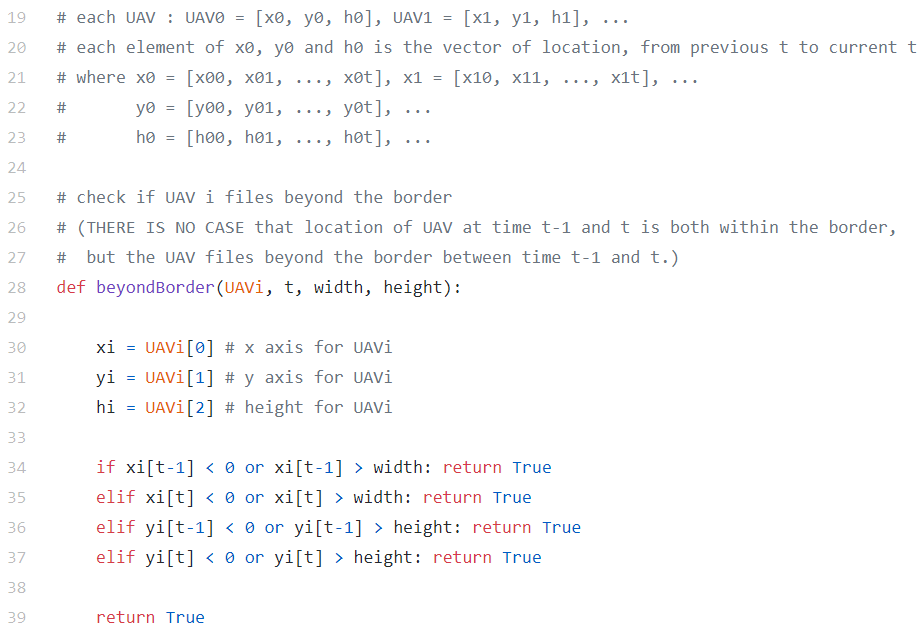 19 # each UAV : UAV0 = [x0, y0, h0], UAV1 = [x1, y1, h1], ...
20 # each element of x0, y0 and h0 is the vector of location, from previous t to current t
21 # where x0 = [x00, x01, ..., x0t], x1 = [x10, x11, ..., x1t], ...
22 #       y0 = [y00, y01, ..., y0t], ...
23 #       h0 = [h00, h01, ..., h0t], ...
24
25 # check if UAV i files beyond the border
26 # (THERE IS NO CASE that location of UAV at time t-1 and t is both within the border,
27 #  but the UAV files beyond the border between time t-1 and t.)
28 def beyondBorder(UAVi, t, width, height):
29
30     xi = UAVi[0] # x axis for UAVi
31     yi = UAVi[1] # y axis for UAVi
32     hi = UAVi[2] # height for UAVi
33
34     if xi[t-1] < 0 or xi[t-1] > width: return True
35     elif xi[t] < 0 or xi[t] > width: return True
36     elif yi[t-1] < 0 or yi[t-1] > height: return True
37     elif yi[t] < 0 or yi[t] > height: return True
38
39     return True